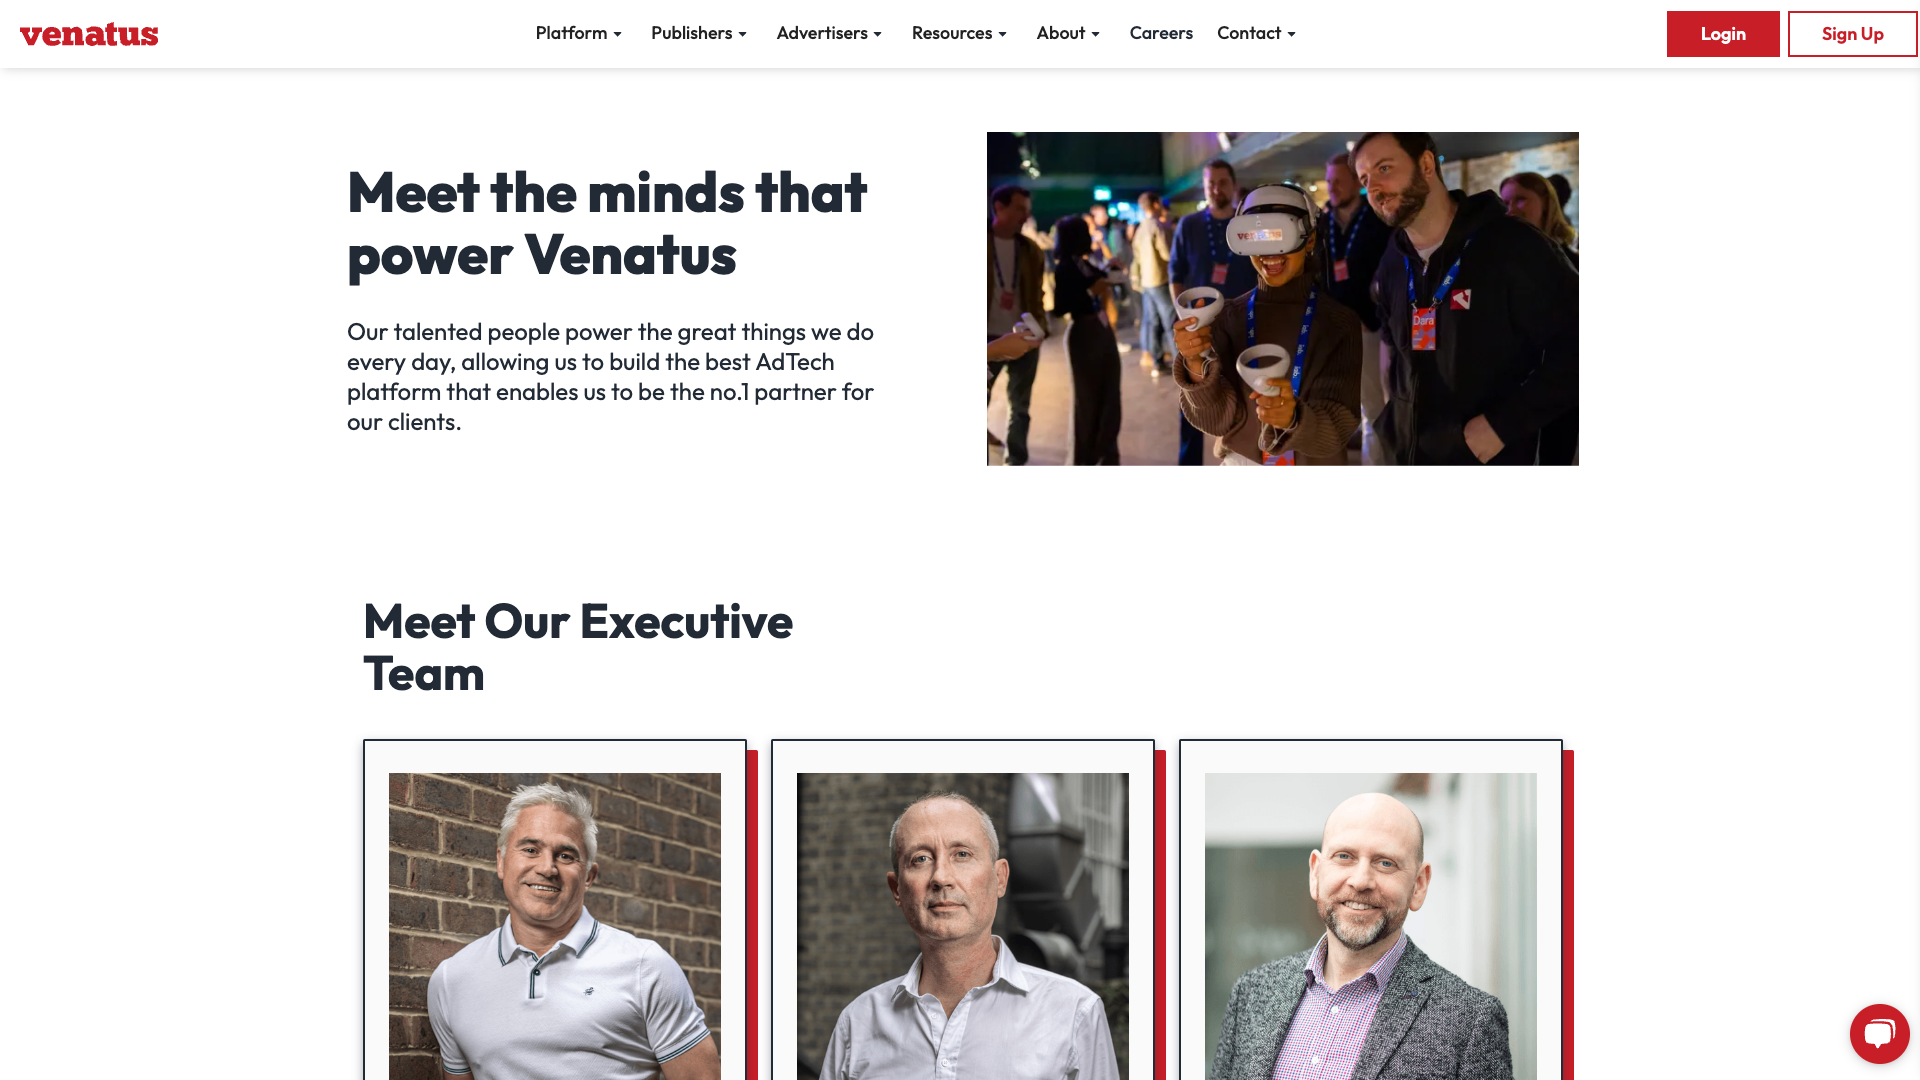 venatus
Platform
Publishers
Advertisers
Resources
About
Careers
Contact
Login
Sign Up
Meet the minds that
power Venatus
Our talented people power the great things we do
every day, allowing us to build the best AdTech
platform that enables us to be the no.1 partner for
our clients.
venatus
Dara
Meet Our Executive
Team